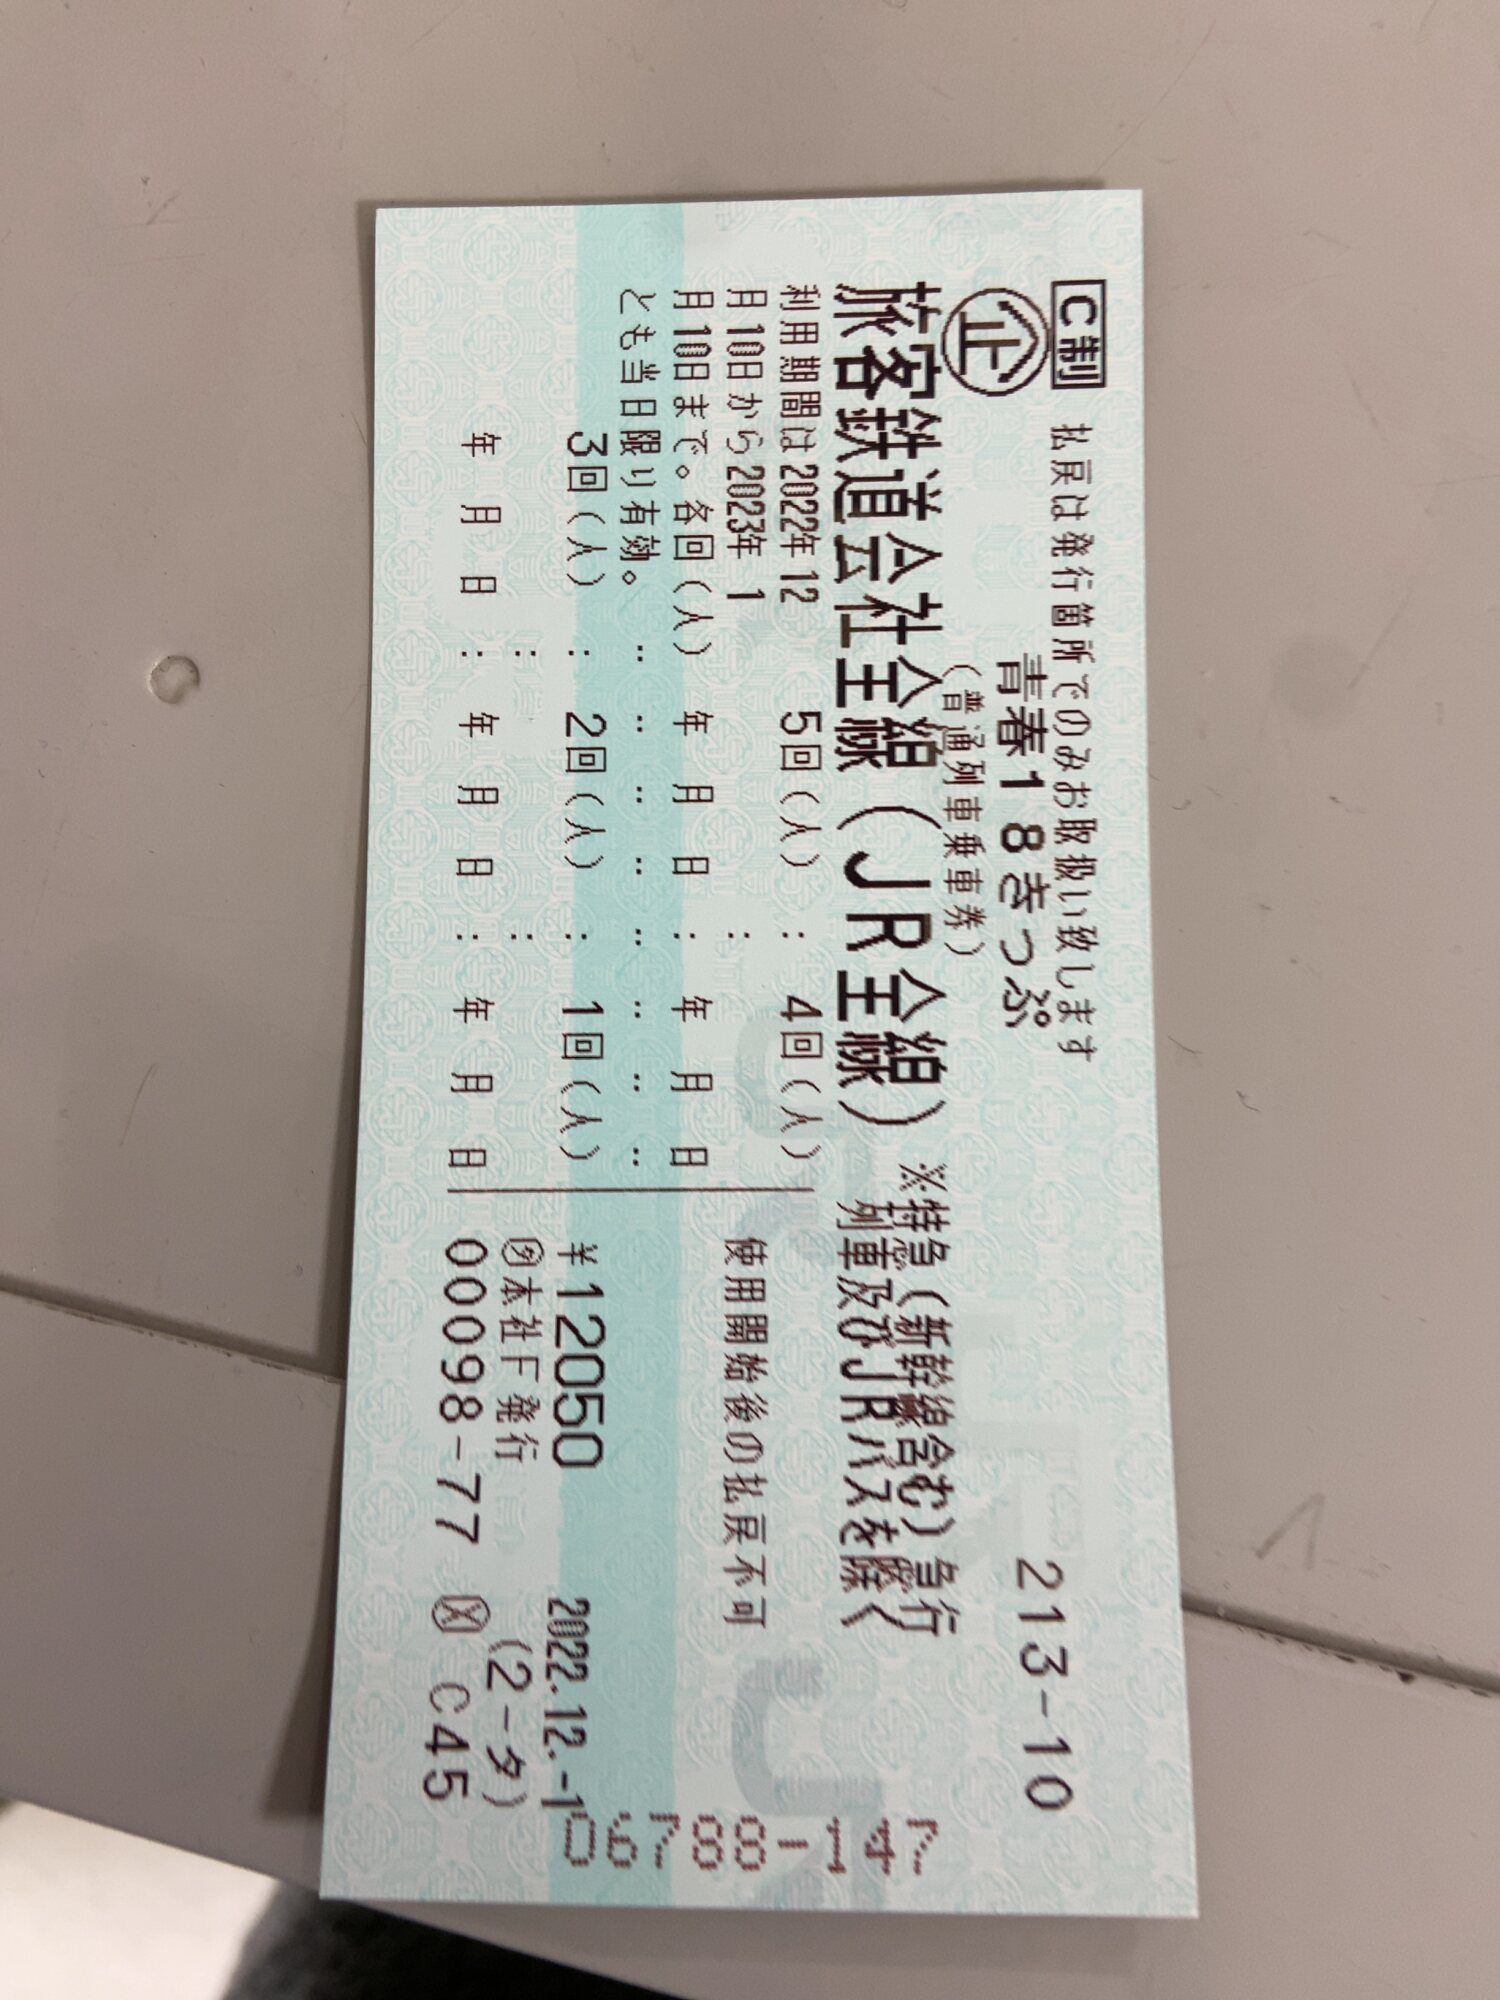 C制 払戻は発行箇所でのみお取扱い致します
企 青春18きっぷ 213-10
(普通列車乗車券)
旅客鉄道会社全線(JR全線) ※特急(新幹線含む)急行
列車及びJRバスを除く
利用期間は2022年12 5回(人) : 4回(人)
月10日から2023年 1 :
月10日まで。各回(人) 年 月 日 : 年 月 日 使用開始後の払戻不可
とも当日限り有効。
3回(人) : 2回(人) : 1回(人) ¥12050 2022.12.-1
: : 本社F発行 (2-タ)
年 月 日 : 年 月 日 : 年 月 日 00098-77 C45
06788-147